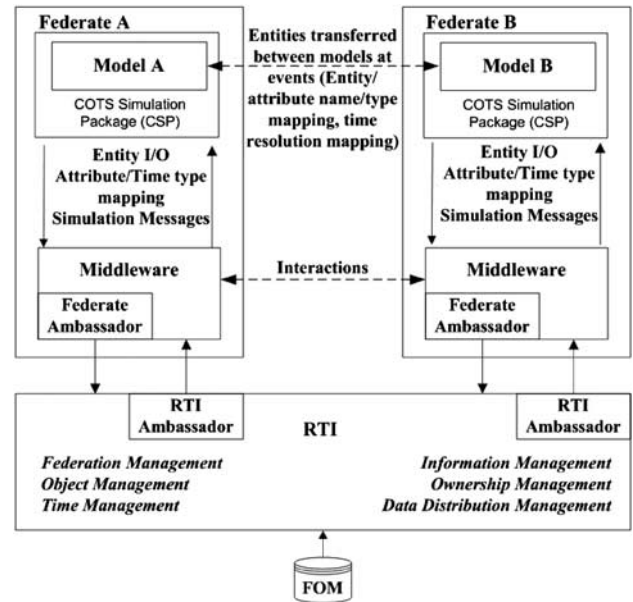 Federate A
Model A
COTS Simulation
Package (CSP)
Entity I/O
Attribute/Time type
mapping
Simulation Messages
Middleware
Federate
Ambassador
Entities transferred
between models at
events (Entity/
attribute name/type
mapping, time
resolution mapping)
Interactions
Federate B
Model B
COTS Simulation
Package (CSP)
Entity I/O
Attribute/Time type
mapping
Simulation Messages
Middleware
Federate
Ambassador
RTI
Ambassador
RTI
RTI
Ambassador
Federation Management
Object Management
Time Management
Information Management
Ownership Management
Data Distribution Management
FOM